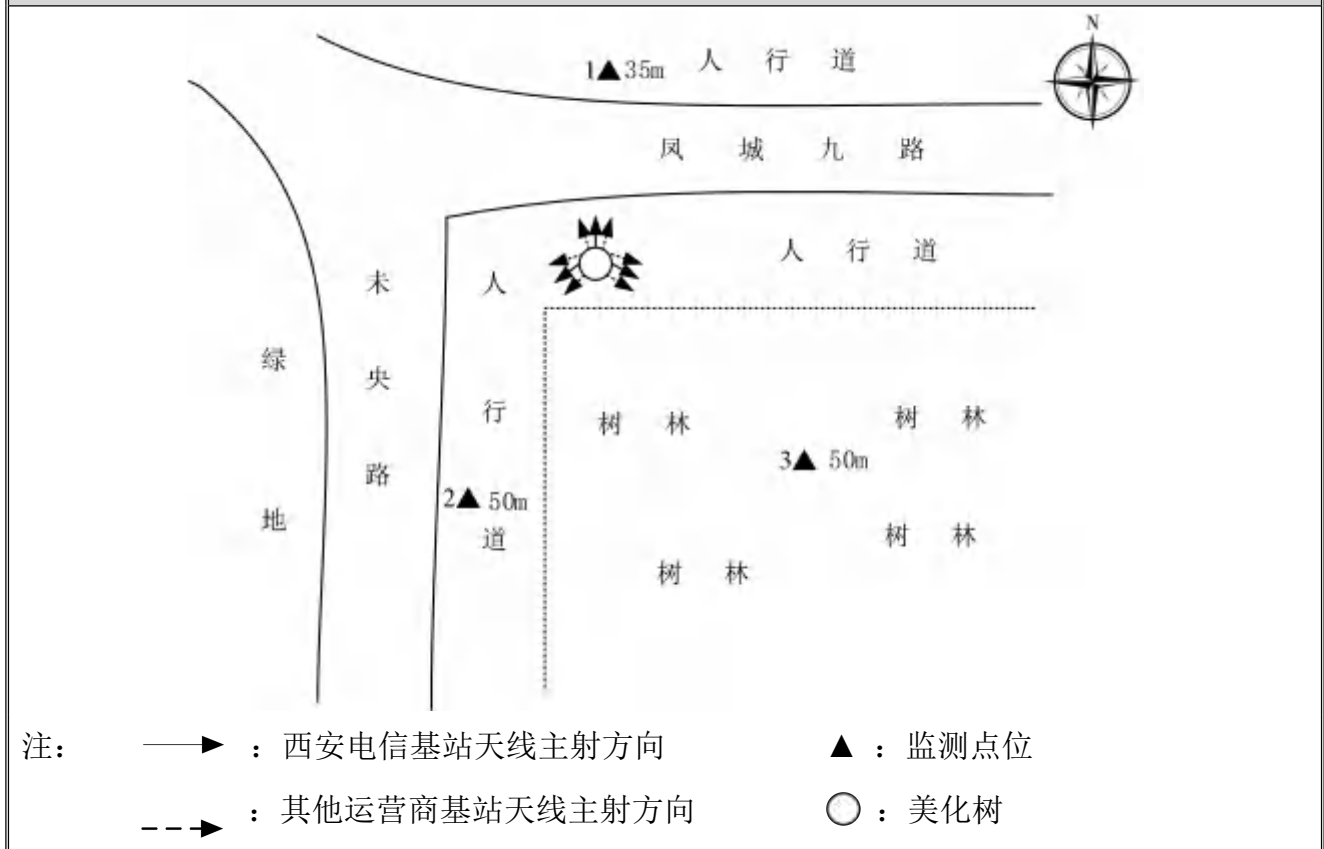 N
1▲35m 人行道
凤城九路
人行道
未央路
人行道
绿地
树林
树林
3▲ 50m
2▲ 50m
树林
树林
注： ：西安电信基站天线主射方向 ▲：监测点位
：其他运营商基站天线主射方向 ：美化树